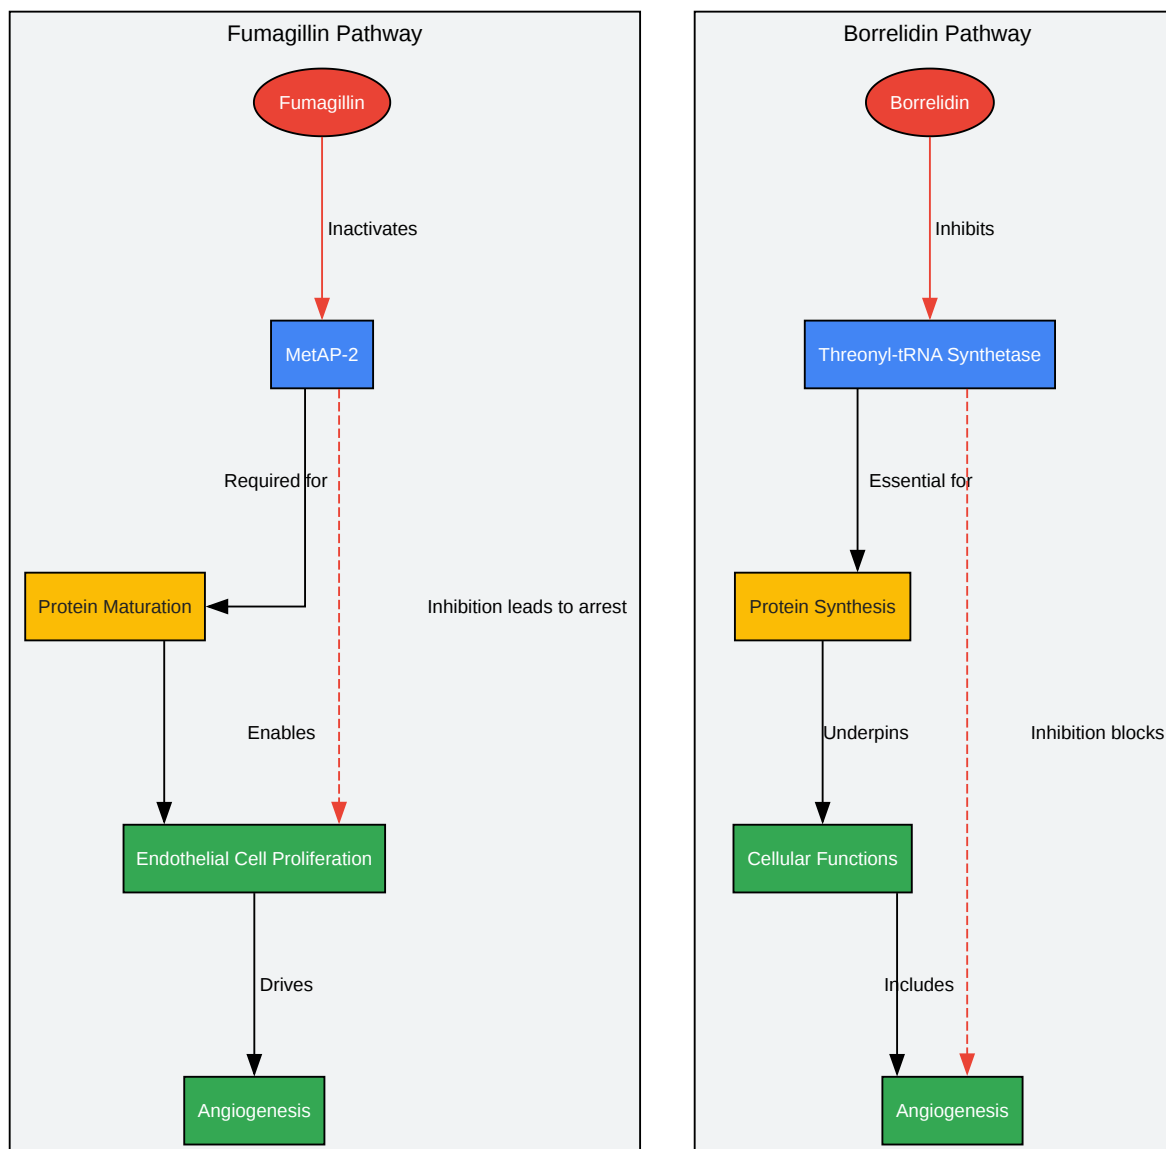 Fumagillin Pathway
Fumagillin
Inactivates
MetAP-2
Required for
Protein Maturation
Inhibition leads to arrest
Enables
Endothelial Cell Proliferation
Drives
Angiogenesis
Borrelidin Pathway
Borrelidin
Inhibits
Threonyl-tRNA Synthetase
Essential for
Protein Synthesis
Underpins
Inhibition blocks
Cellular Functions
Includes
Angiogenesis